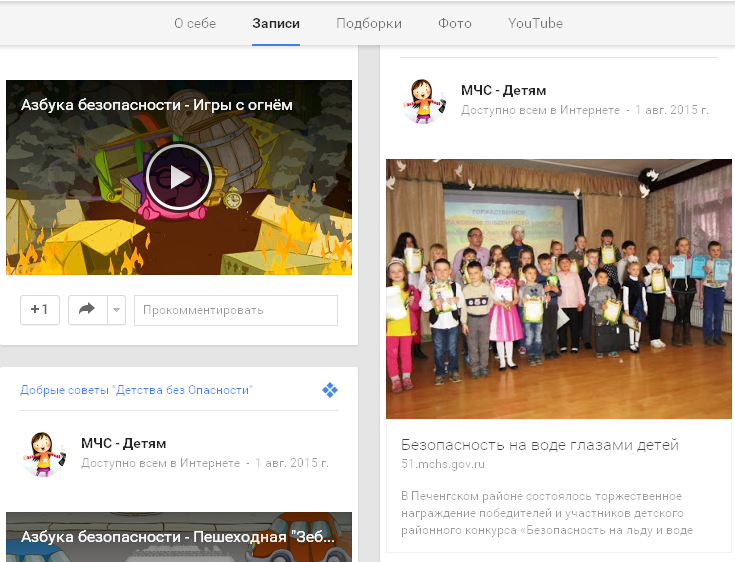 О себе
Записи
Подборки
Фото
YouTube
Азбука безопасности - Игры с огнём
+1
Прокомментировать
Добрые советы "Детства без Опасности"
МЧС - Детям
Доступно всем в Интернете - 1 авг. 2015 г.
Азбука безопасности - Пешеходная "Зеб...
МЧС - Детям
Доступно всем в Интернете - 1 авг. 2015 г.
ТОРЖЕСТВЕННОЕ
Безопасность на воде глазами детей
51.mchs.gov.ru
В Печенгском районе состоялось торжественное
награждение победителей и участников детского
районного конкурса «Безопасность на льду и воде